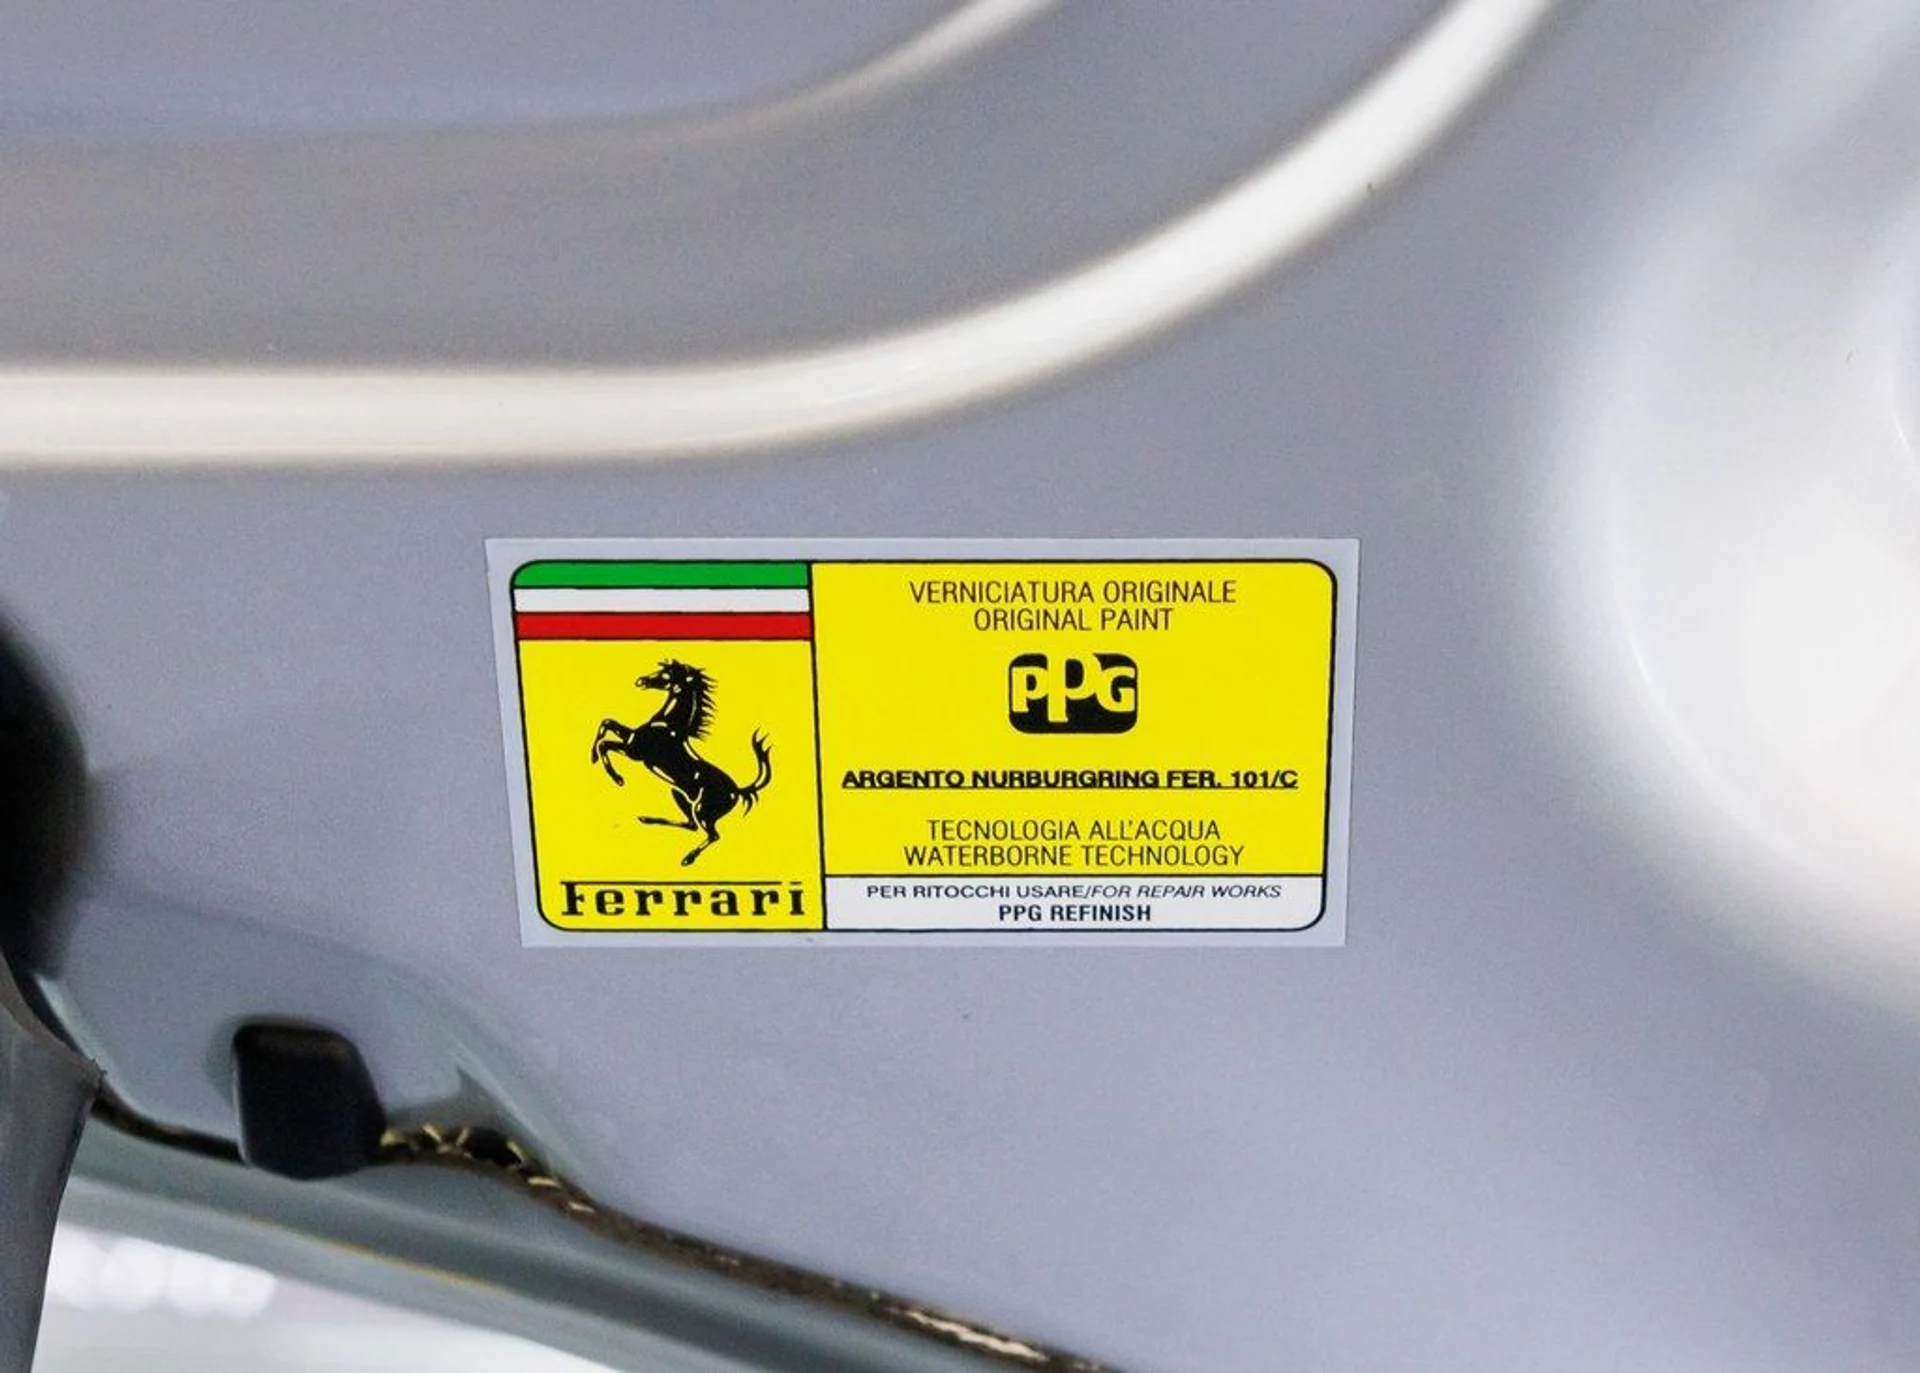 Ferrari
VERNICIATURA ORIGINALE
ORIGINAL PAINT
PPG
ARGENTO NURBURGRING FER. 101/C
TECNOLOGIA ALL'ACQUA
WATERBORNE TECHNOLOGY
PER RITOCCHI USARE/FOR REPAIR WORKS
PPG REFINISH